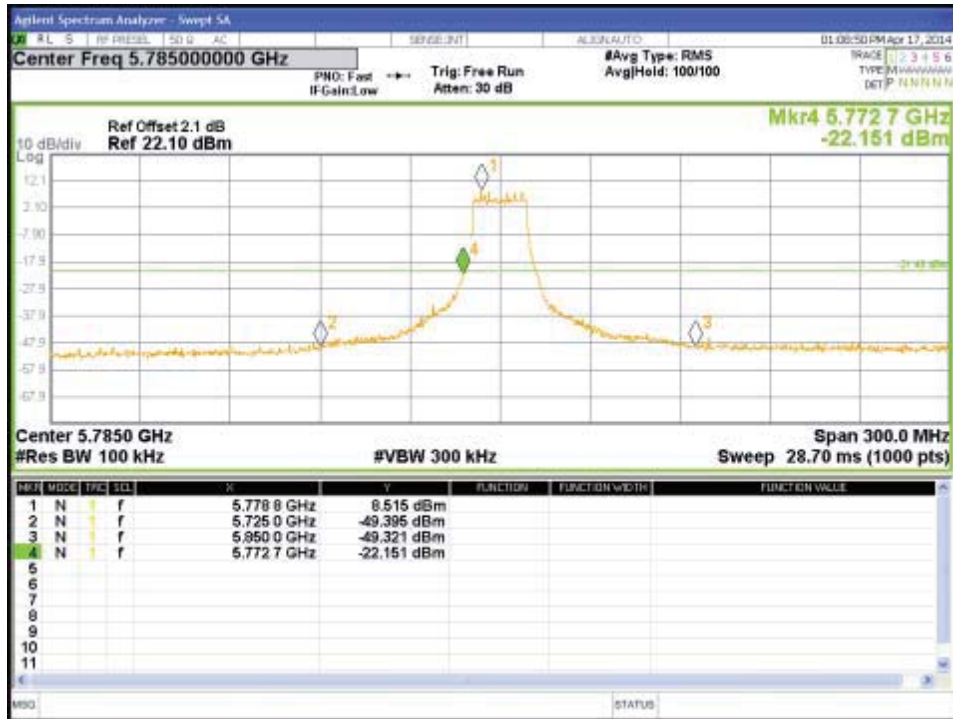 Agilent Spectrum Analyzer - Swept SA
RL S RF PRESEL 50 Ω AC SENSE:INT ALIGN AUTO 01:08:50 PM Apr 17, 2014
Center Freq 5.785000000 GHz
#Avg Type: RMS
TRACE 1 2 3 4 5 6
PNO: Fast Trig: Free Run Avg|Hold: 100/100
TYPE
IFGain:Low Atten: 30 dB
DET P N N N N N
Mkr4 5.772 7 GHz
-22.151 dBm
Ref Offset 2.1 dB
10 dB/div Ref 22.10 dBm
Log
12.1
2.10
-7.90
-17.9
-27.9
-37.9
-47.9
-57.9
-67.9
1
4
2
3
Center 5.7850 GHz Span 300.0 MHz
#Res BW 100 kHz #VBW 300 kHz Sweep 28.70 ms (1000 pts)
MKR MODE TRC SCL X Y FUNCTION FUNCTION WIDTH FUNCTION VALUE
1 N 1 f 5.778 8 GHz 8.515 dBm
2 N 1 f 5.725 0 GHz -49.395 dBm
3 N 1 f 5.850 0 GHz -49.321 dBm
4 N 1 f 5.772 7 GHz -22.151 dBm
5
6
7
8
9
10
11
MSG STATUS